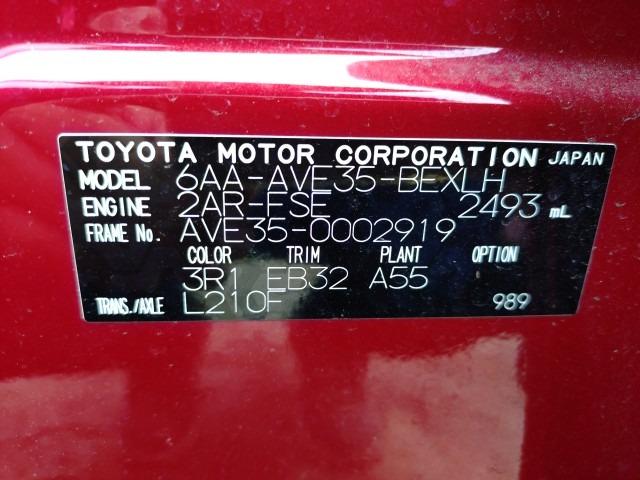 TOYOTA MOTOR CORPORATION JAPAN
MODEL 6AA-AVE35-BEXLH
ENGINE 2AR-FSE 2493 mL
FRAME No. AVE35-0002919
COLOR TRIM PLANT OPTION
3R1 EB32 A55
TRANS./AXLE L210F 989